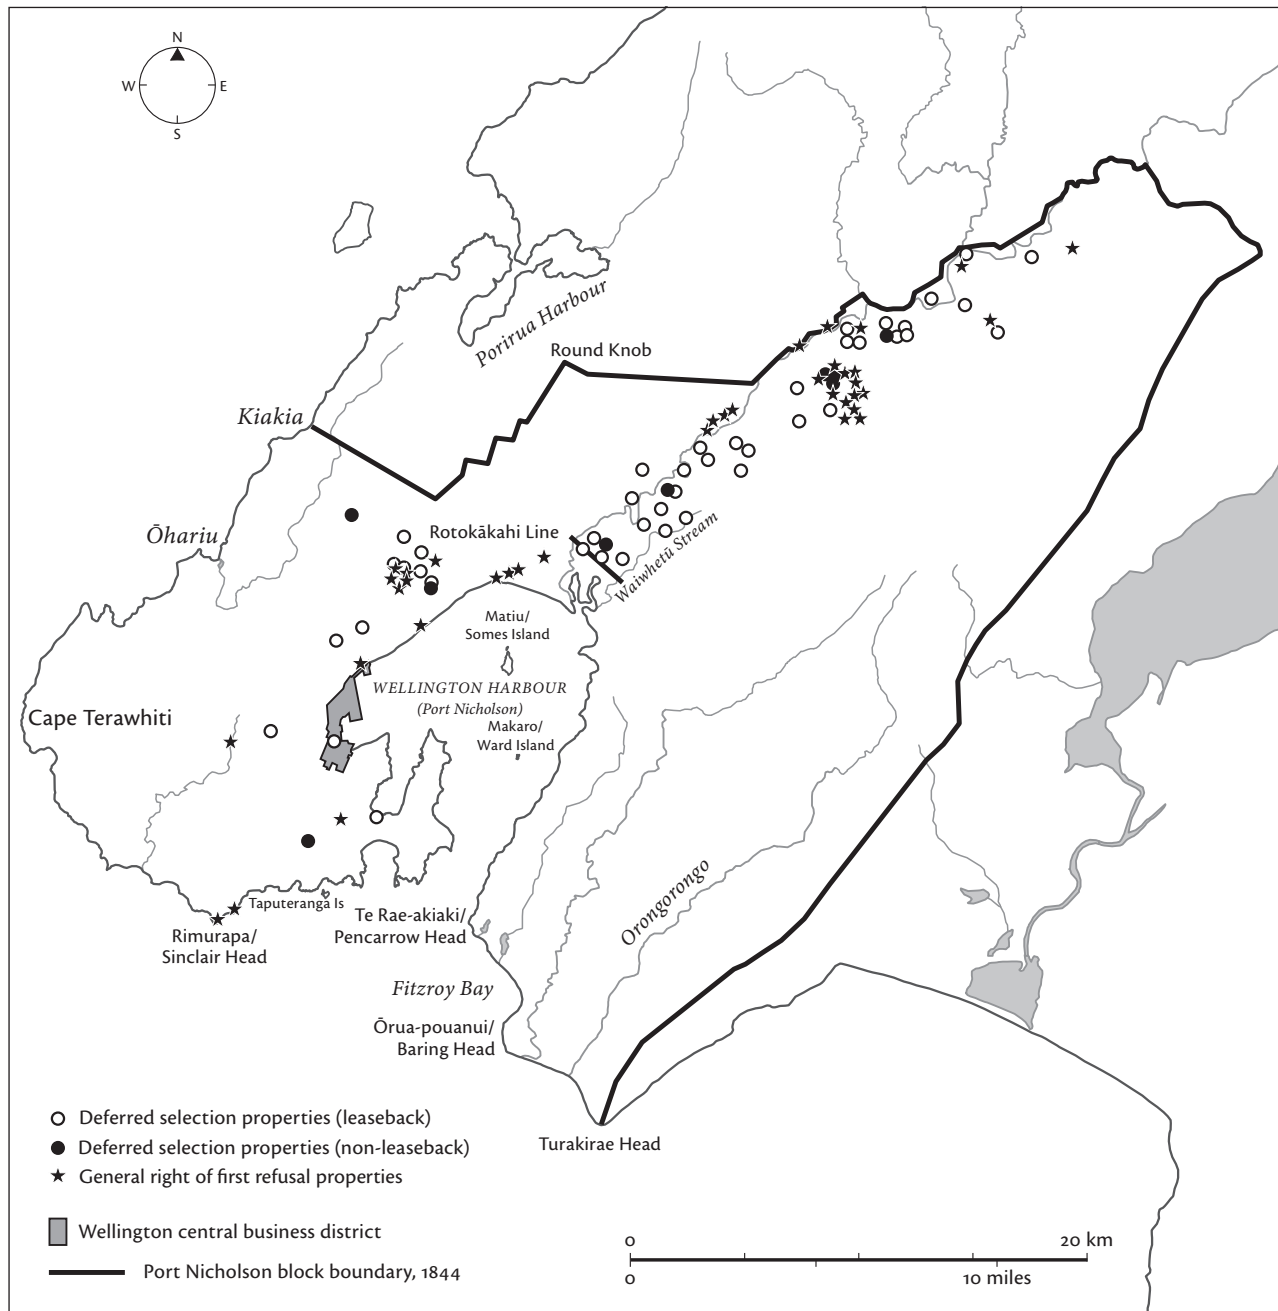 N
W
E
S
Porirua Harbour
Round Knob
Kiakia
Ōhariu
Rotokākahi Line
Waiwhetū Stream
Matiu/
Somes Island
WELLINGTON HARBOUR
(Port Nicholson)
Makaro/
Ward Island
Cape Terawhiti
Taputeranga Is
Rimurapa/
Sinclair Head
Te Rae-akiaki/
Pencarrow Head
Orongorongo
Fitzroy Bay
Ōrua-pouanui/
Baring Head
Turakirae Head
Deferred selection properties (leaseback)
Deferred selection properties (non-leaseback)
General right of first refusal properties
Wellington central business district
Port Nicholson block boundary, 1844
0 20 km
0 10 miles